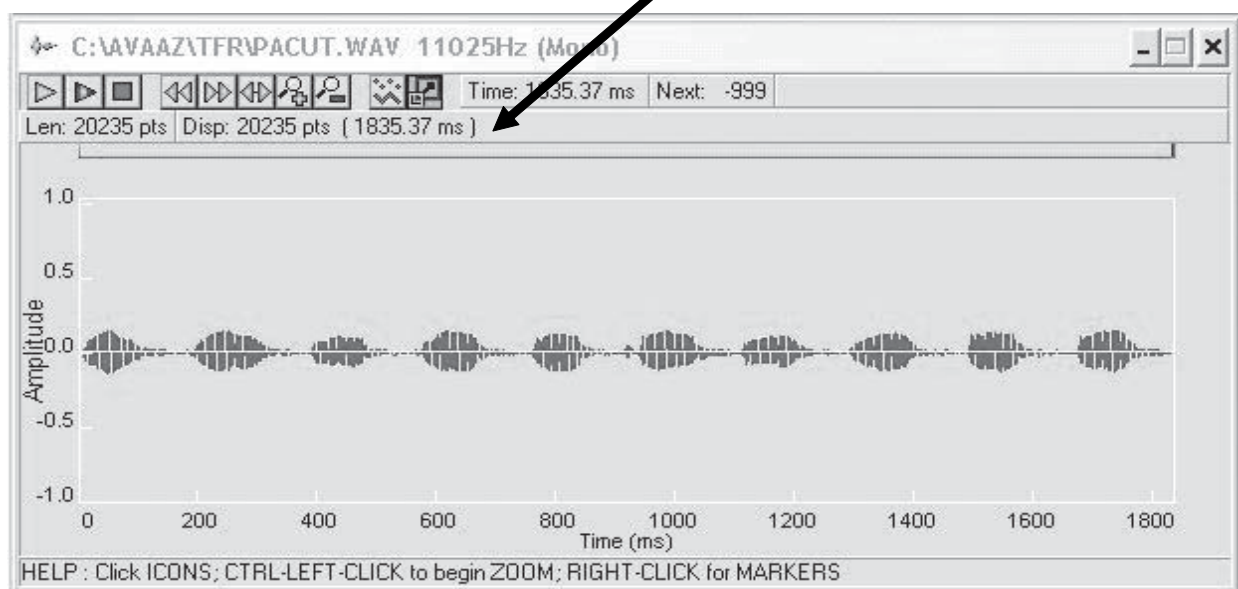 C:\AVAAZ\TFR\PACUT.WAV 11025Hz (Mono)
Time: 1835.37 ms Next: -999
Len: 20235 pts Disp: 20235 pts ( 1835.37 ms )
1.0
0.5
0.0
-0.5
-1.0
Amplitude
0 200 400 600 800 1000 1200 1400 1600 1800
Time (ms)
HELP : Click ICONS; CTRL-LEFT-CLICK to begin ZOOM; RIGHT-CLICK for MARKERS